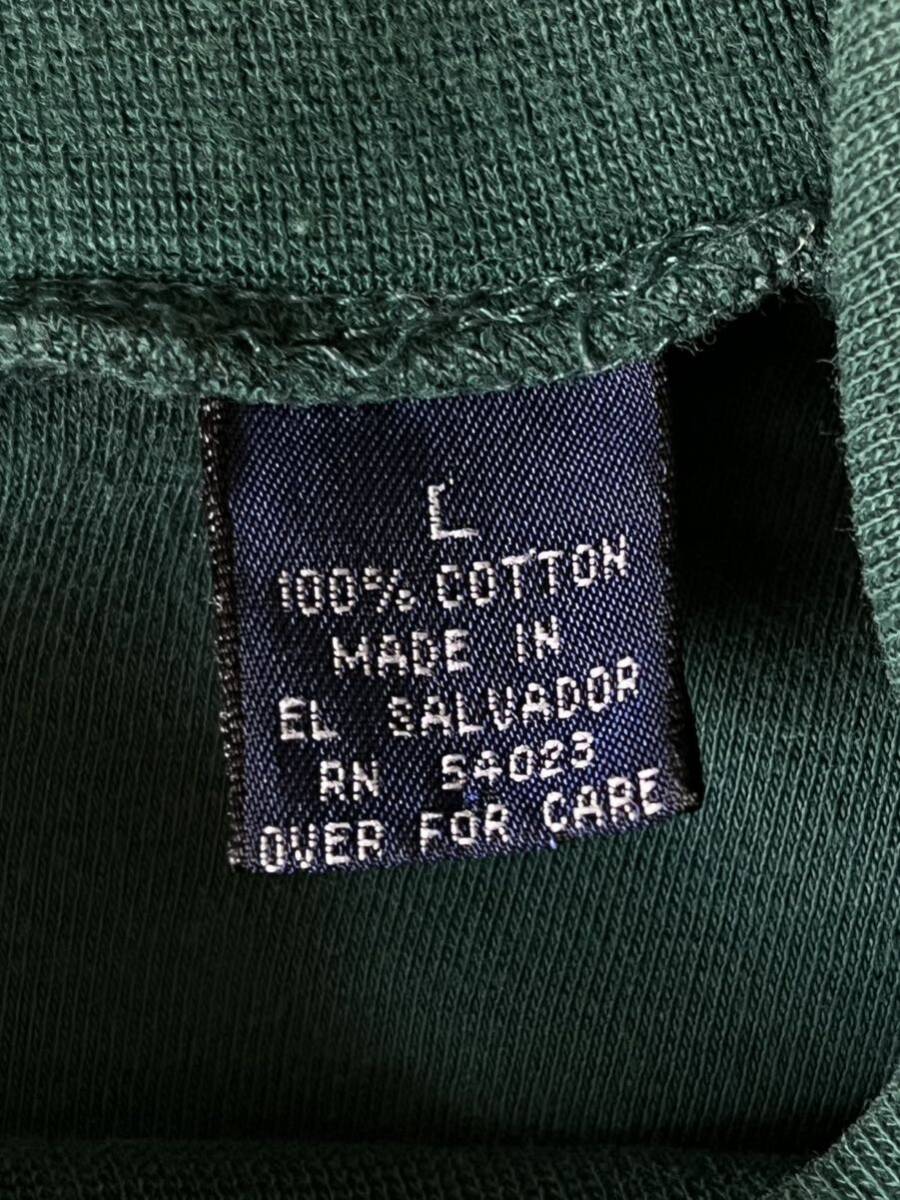 L
100% COTTON
MADE IN
EL SALVADOR
RN 54023
OVER FOR CARE